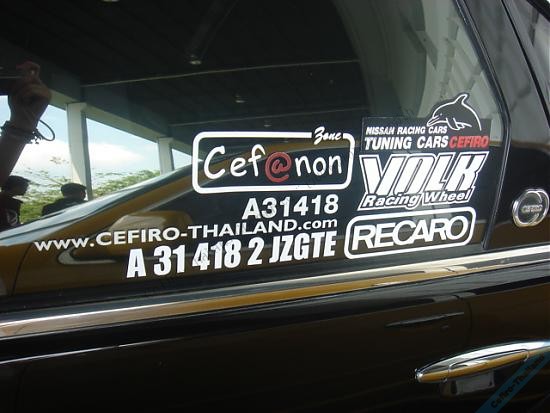 Zone
Cef@non
A31418
www.CEFIRO-THAILAND.com
A 31 418 2 JZGTE
NISSAN RACING CARS
TUNING CARS CEFIRO
VOLK
Racing Wheel
RECARO
CEFIRO